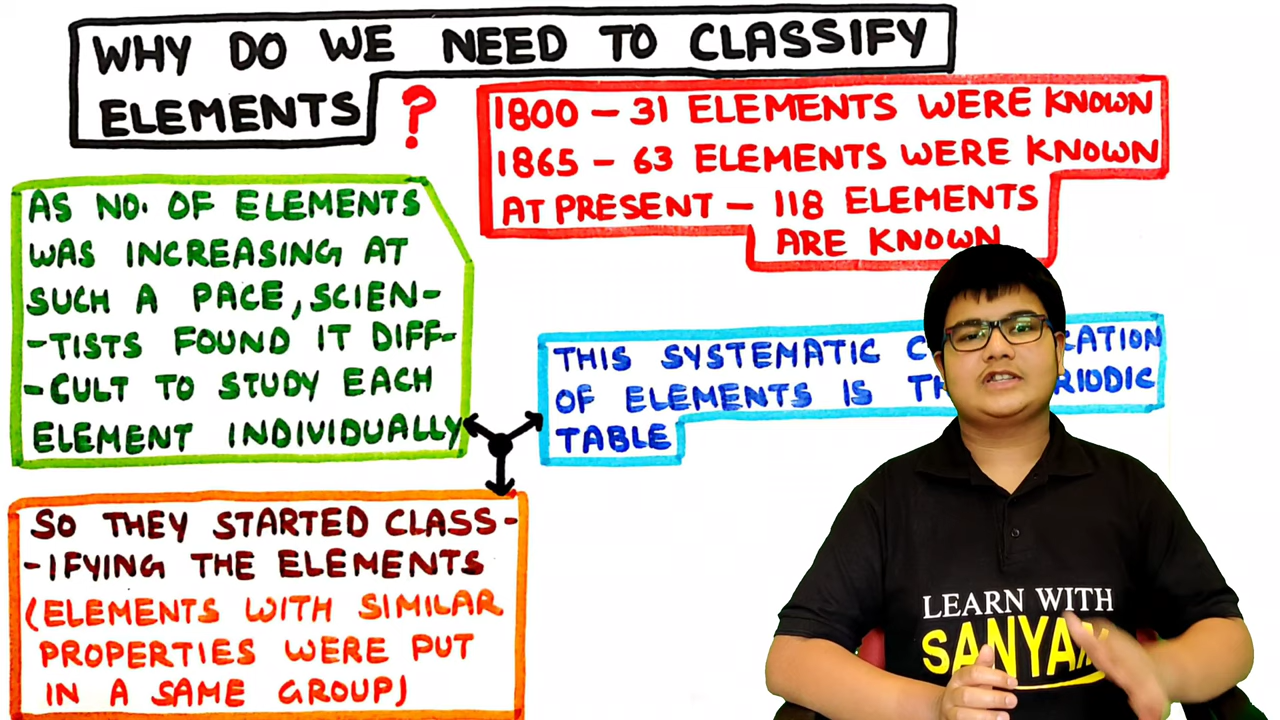 WHY DO WE NEED TO CLASSIFY
ELEMENTS ?
1800 – 31 ELEMENTS WERE KNOWN
1865 – 63 ELEMENTS WERE KNOWN
AT PRESENT – 118 ELEMENTS
ARE KNOWN
AS NO. OF ELEMENTS
WAS INCREASING AT
SUCH A PACE, SCIEN-
-TISTS FOUND IT DIFF-
-CULT TO STUDY EACH
ELEMENT INDIVIDUALLY
THIS SYSTEMATIC
OF ELEMENTS IS
TABLE
SO THEY STARTED CLASS-
-IFYING THE ELEMENTS
(ELEMENTS WITH SIMILAR
PROPERTIES WERE PUT
IN A SAME GROUP)
LEARN WITH
SANYAM